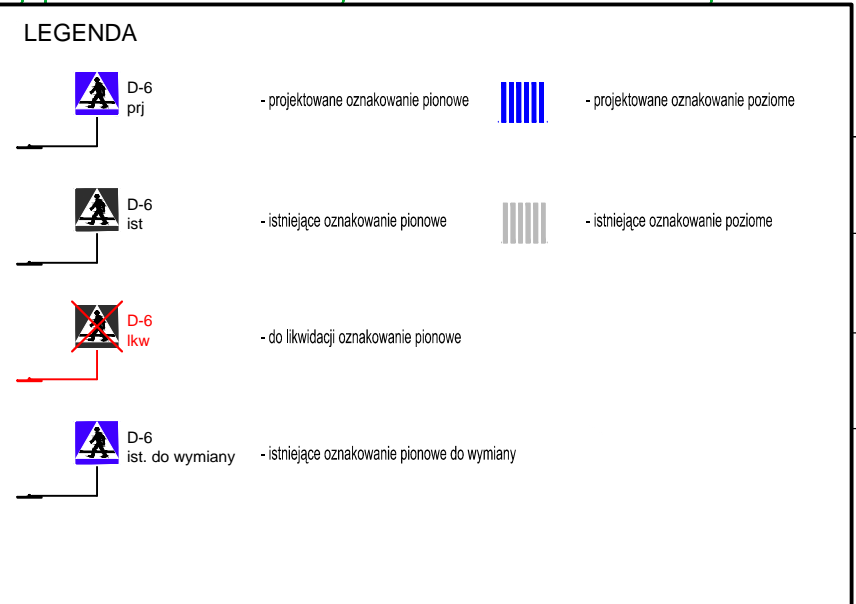 LEGENDA
D-6
prj
- projektowane oznakowanie pionowe
- projektowane oznakowanie poziome
D-6
ist
- istniejące oznakowanie pionowe
- istniejące oznakowanie poziome
D-6
lkw
- do likwidacji oznakowanie pionowe
D-6
ist. do wymiany
- istniejące oznakowanie pionowe do wymiany